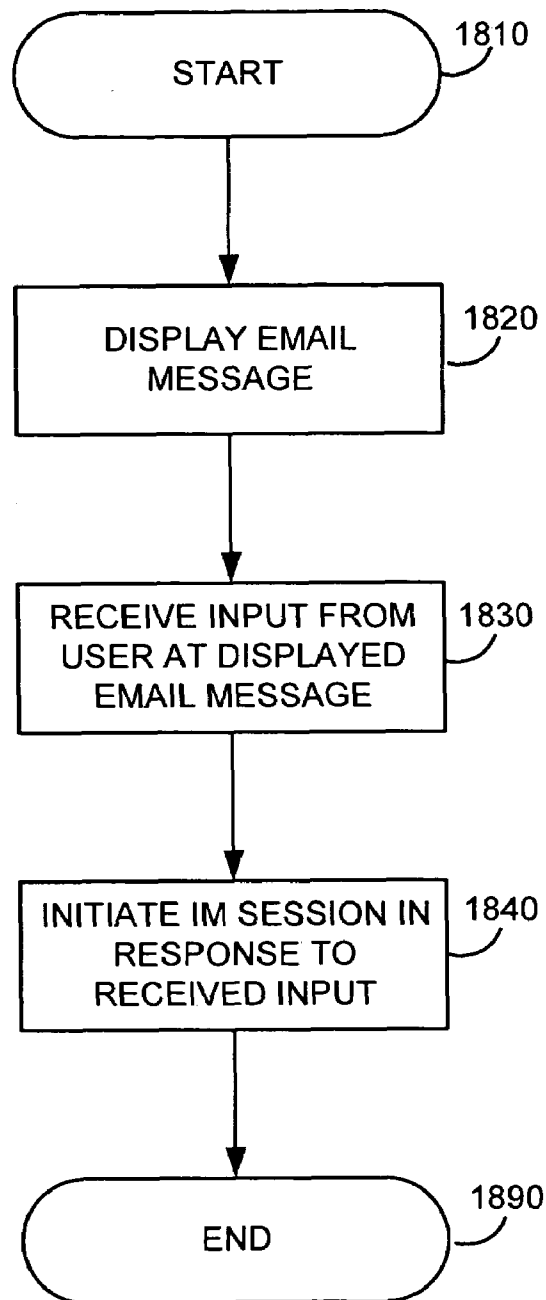 START
1810
DISPLAY EMAIL
MESSAGE
1820
RECEIVE INPUT FROM
USER AT DISPLAYED
EMAIL MESSAGE
1830
INITIATE IM SESSION IN
RESPONSE TO
RECEIVED INPUT
1840
END
1890